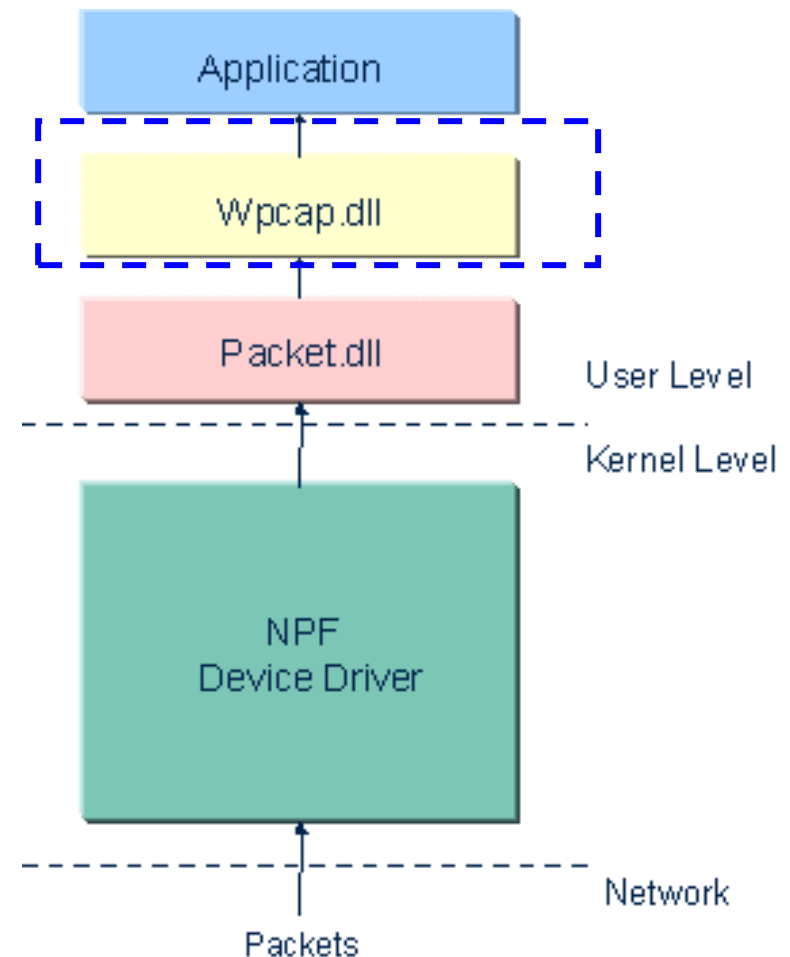 Application
Wpcap.dll
Packet.dll
User Level
Kernel Level
NPF
Device Driver
Network
Packets